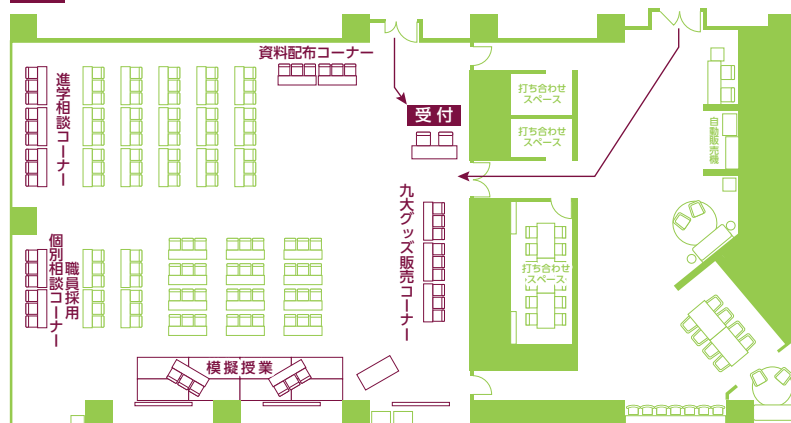 資料配布コーナー
進学相談コーナー
受付
打ち合わせ
スペース
打ち合わせ
スペース
自動販売機
九大グッズ販売コーナー
職員採用
個別相談コーナー
打ち合わせ
スペース
模擬授業